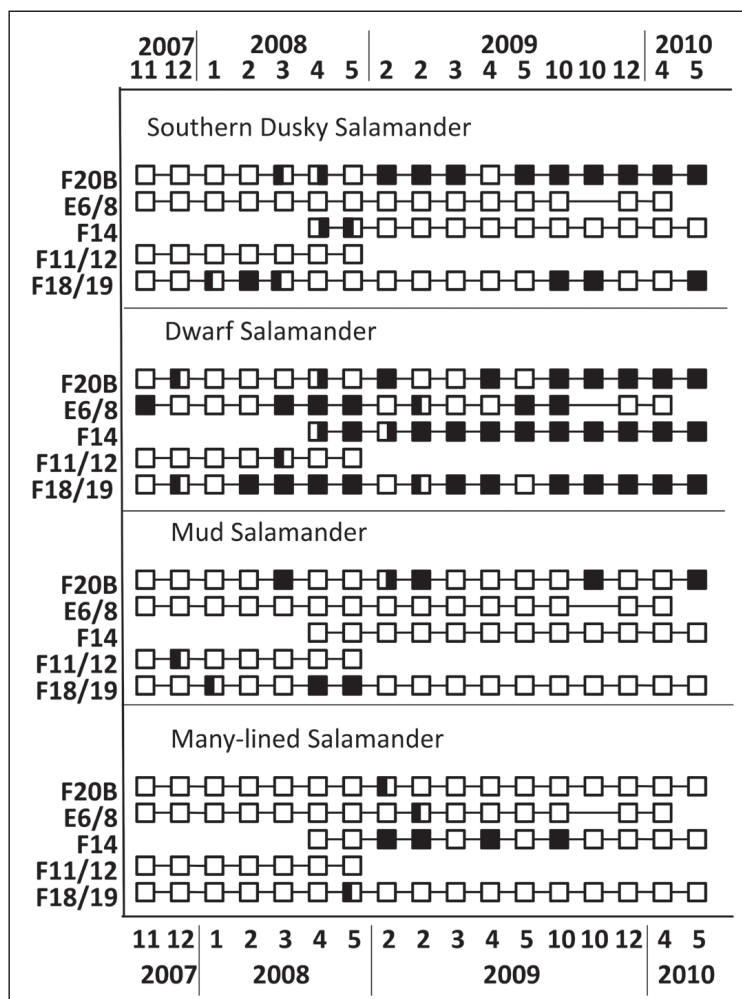 2007 2008 2009 2010
11 12 1 2 3 4 5 2 2 3 4 5 10 10 12 4 5
Southern Dusky Salamander
F20B
E6/8
F14
F11/12
F18/19
Dwarf Salamander
F20B
E6/8
F14
F11/12
F18/19
Mud Salamander
F20B
E6/8
F14
F11/12
F18/19
Many-lined Salamander
F20B
E6/8
F14
F11/12
F18/19
11 12 1 2 3 4 5 2 2 3 4 5 10 10 12 4 5
2007 2008 2009 2010